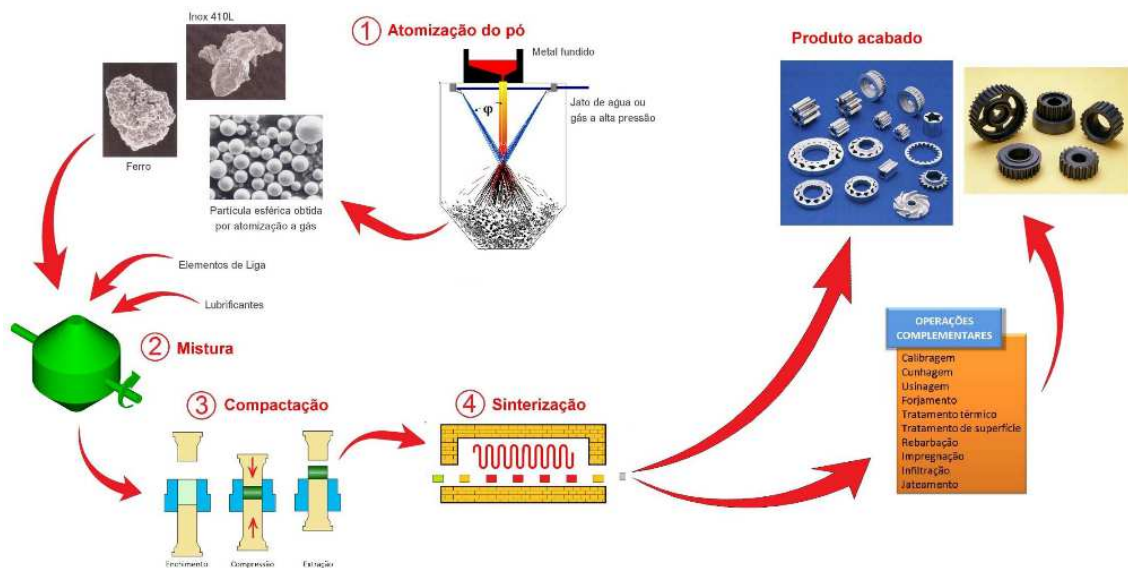 Inox 410L
Ferro
1 Atomização do pó
Metal fundido
φ
Jato de água ou
gás a alta pressão
Partícula esférica obtida
por atomização a gás
Elementos de Liga
Lubrificantes
2 Mistura
3 Compactação
Enchimento
Compressão
Extração
4 Sinterização
Produto acabado
OPERAÇÕES
COMPLEMENTARES
Calibragem
Cunhagem
Usinagem
Forjamento
Tratamento térmico
Tratamento de superfície
Rebarbação
Impregnação
Infiltração
Jateamento